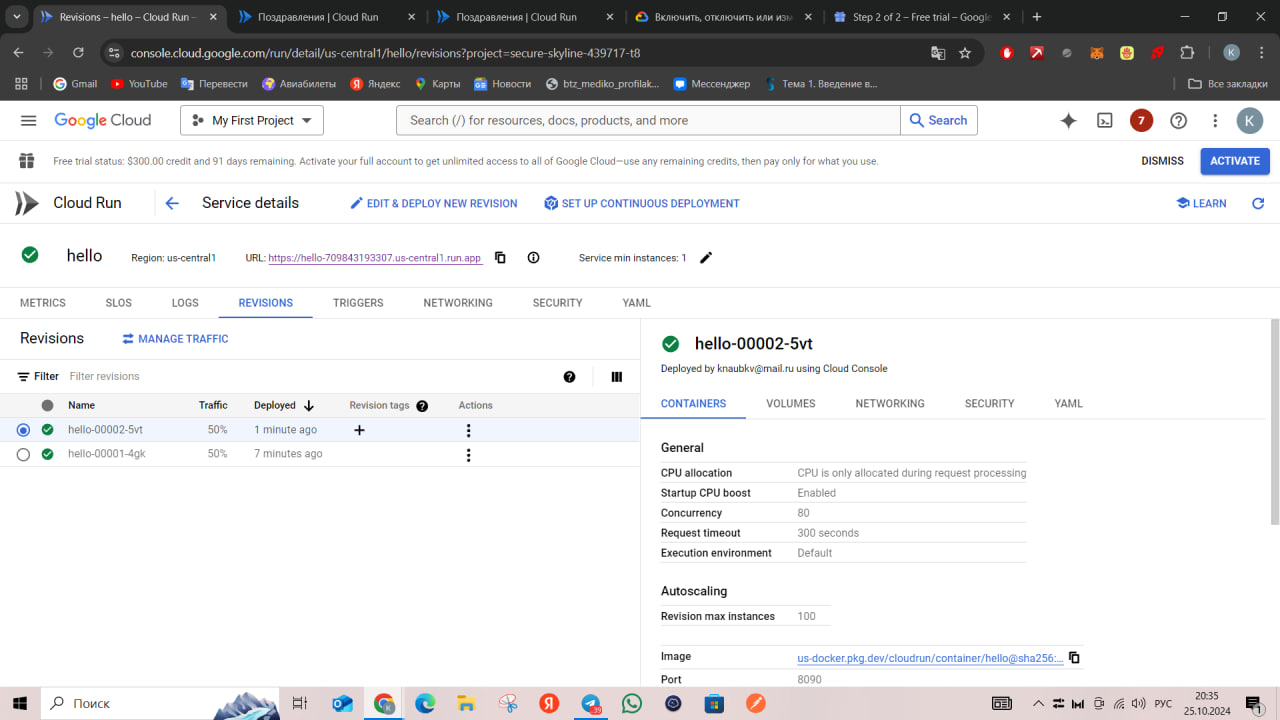 Revisions – hello – Cloud Run –
Поздравления | Cloud Run
Поздравления | Cloud Run
Включить, отключить или изм
Step 2 of 2 – Free trial – Google
console.cloud.google.com/run/detail/us-central1/hello/revisions?project=secure-skyline-439717-t8
K
Gmail
YouTube
Перевести
Авиабилеты
Яндекс
Карты
Новости
btz_mediko_profilak...
Мессенджер
Тема 1. Введение в...
Все закладки
Google Cloud
My First Project
Search (/) for resources, docs, products, and more
Search
7
K
Free trial status: $300.00 credit and 91 days remaining. Activate your full account to get unlimited access to all of Google Cloud—use any remaining credits, then pay only for what you use.
DISMISS
ACTIVATE
Cloud Run
Service details
EDIT & DEPLOY NEW REVISION
SET UP CONTINUOUS DEPLOYMENT
LEARN
hello
Region: us-central1
URL: https://hello-709843193307.us-central1.run.app
Service min instances: 1
METRICS
SLOS
LOGS
REVISIONS
TRIGGERS
NETWORKING
SECURITY
YAML
Revisions
MANAGE TRAFFIC
Filter
Filter revisions
Name
Traffic
Deployed
Revision tags
Actions
hello-00002-5vt
50%
1 minute ago
hello-00001-4gk
50%
7 minutes ago
hello-00002-5vt
Deployed by knaubkv@mail.ru using Cloud Console
CONTAINERS
VOLUMES
NETWORKING
SECURITY
YAML
General
CPU allocation
CPU is only allocated during request processing
Startup CPU boost
Enabled
Concurrency
80
Request timeout
300 seconds
Execution environment
Default
Autoscaling
Revision max instances
100
Image
us-docker.pkg.dev/cloudrun/container/hello@sha256:...
Port
8090
Поиск
39
РУС
20:35
25.10.2024
1